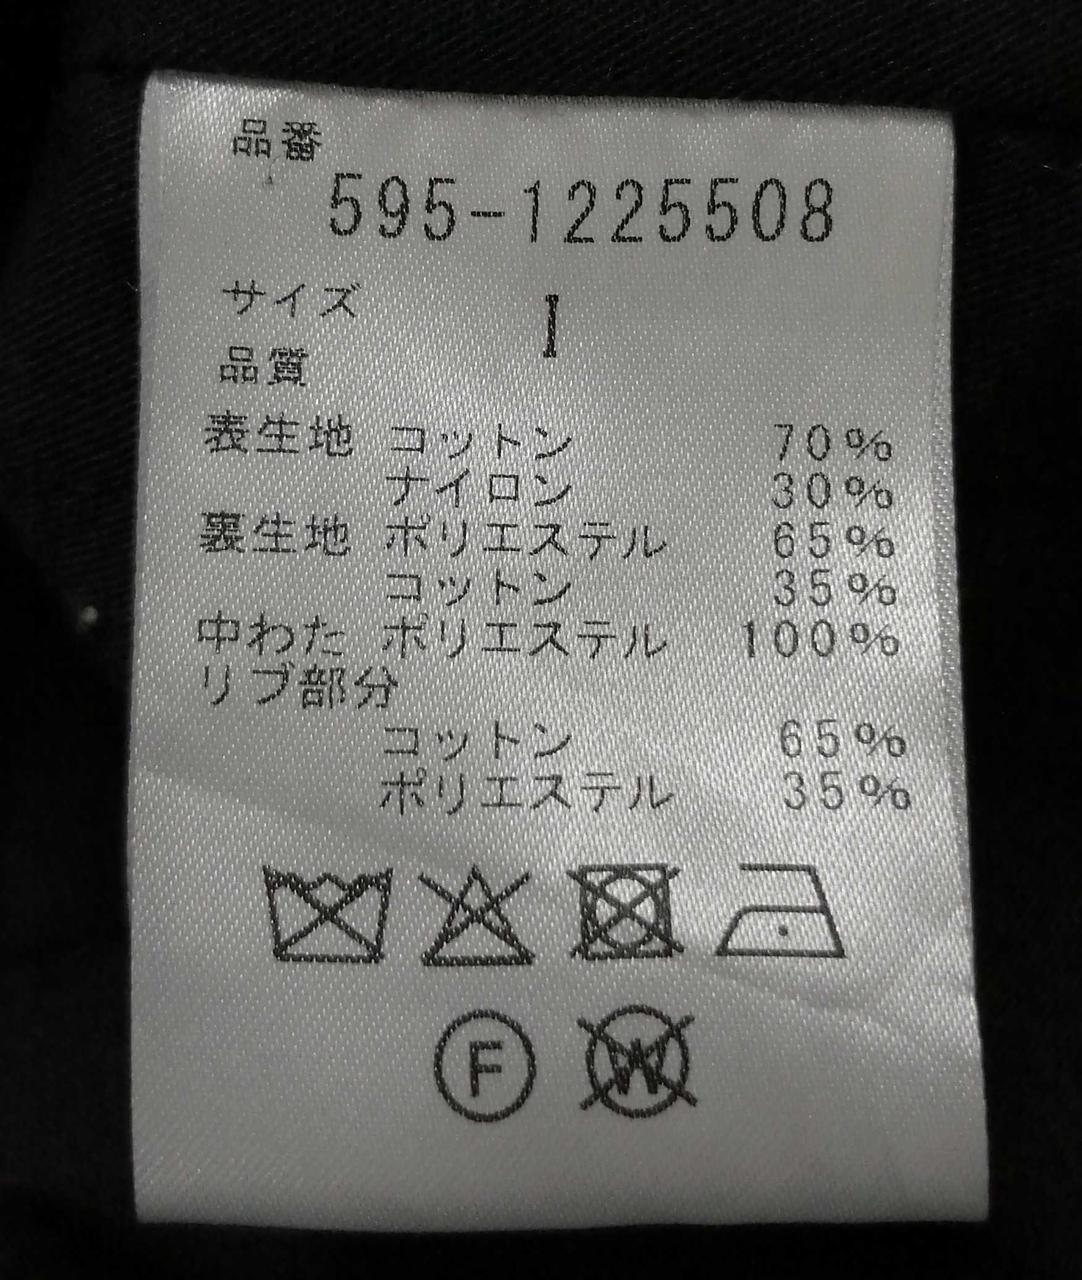 品番
595-1225508
サイズ I
品質
表生地 コットン 70%
ナイロン 30%
裏生地 ポリエステル 65%
コットン 35%
中わた ポリエステル 100%
リブ部分
コットン 65%
ポリエステル 35%
F W